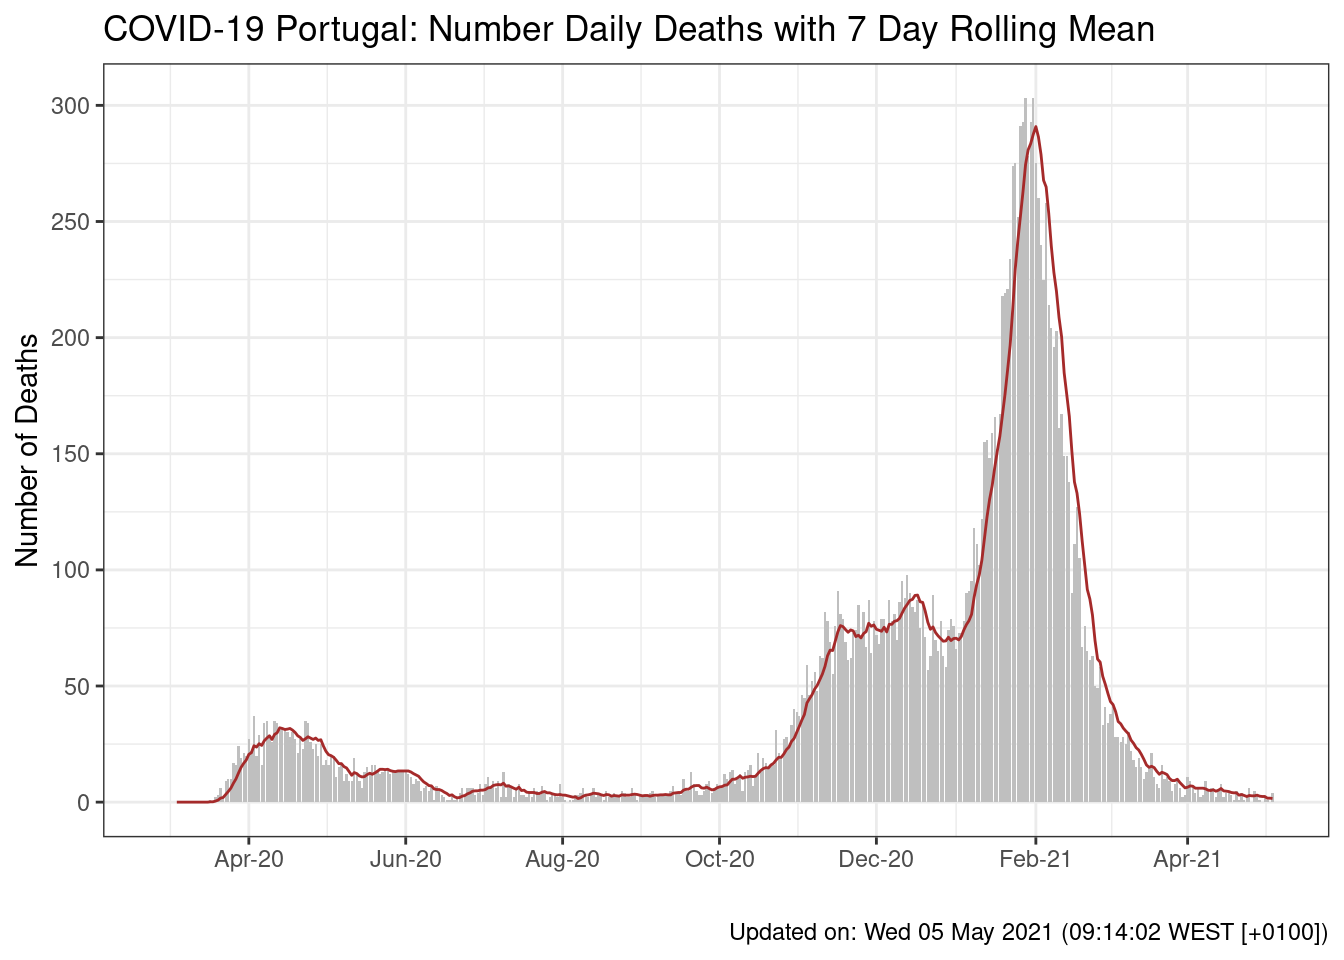 COVID-19 Portugal: Number Daily Deaths with 7 Day Rolling Mean
Number of Deaths
300
250
200
150
100
50
0
Apr-20 Jun-20 Aug-20 Oct-20 Dec-20 Feb-21 Apr-21
Updated on: Wed 05 May 2021 (09:14:02 WEST [+0100])